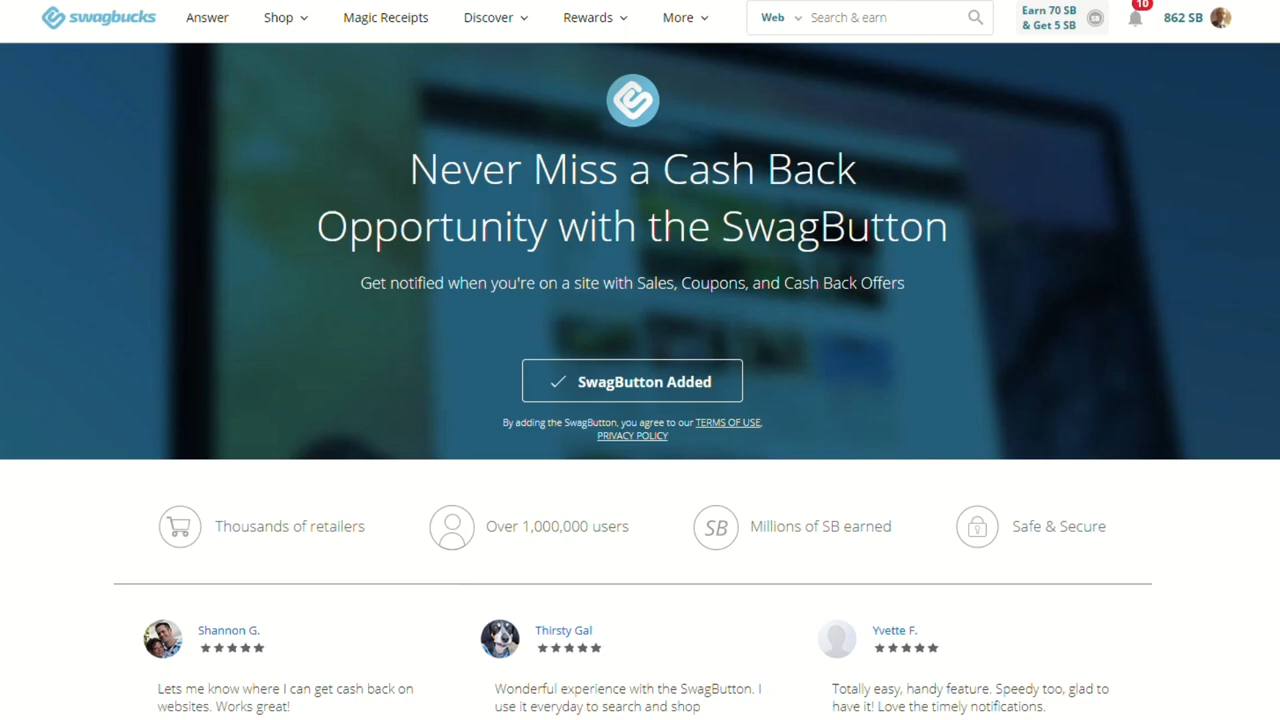 swagbucks Answer Shop Magic Receipts Discover Rewards More Web Search & earn Earn 70 SB & Get 5 SB SB 10 862 SB
Never Miss a Cash Back
Opportunity with the SwagButton
Get notified when you're on a site with Sales, Coupons, and Cash Back Offers
SwagButton Added
By adding the SwagButton, you agree to our TERMS OF USE,
PRIVACY POLICY
Thousands of retailers Over 1,000,000 users SB Millions of SB earned Safe & Secure
Shannon G.
Lets me know where I can get cash back on
websites. Works great!
Thirsty Gal
Wonderful experience with the SwagButton. I
use it everyday to search and shop
Yvette F.
Totally easy, handy feature. Speedy too, glad to
have it! Love the timely notifications.